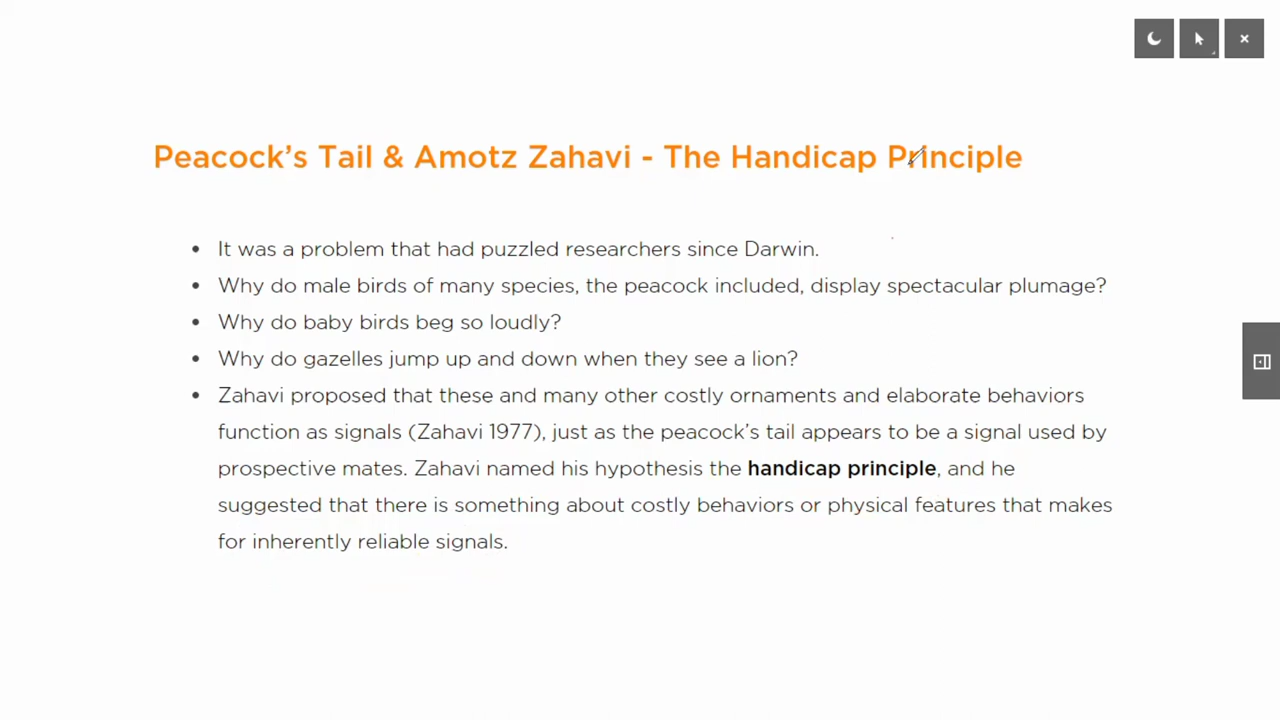 Peacock's Tail & Amotz Zahavi - The Handicap Principle
• It was a problem that had puzzled researchers since Darwin.
• Why do male birds of many species, the peacock included, display spectacular plumage?
• Why do baby birds beg so loudly?
• Why do gazelles jump up and down when they see a lion?
• Zahavi proposed that these and many other costly ornaments and elaborate behaviors
function as signals (Zahavi 1977), just as the peacock's tail appears to be a signal used by
prospective mates. Zahavi named his hypothesis the handicap principle, and he
suggested that there is something about costly behaviors or physical features that makes
for inherently reliable signals.